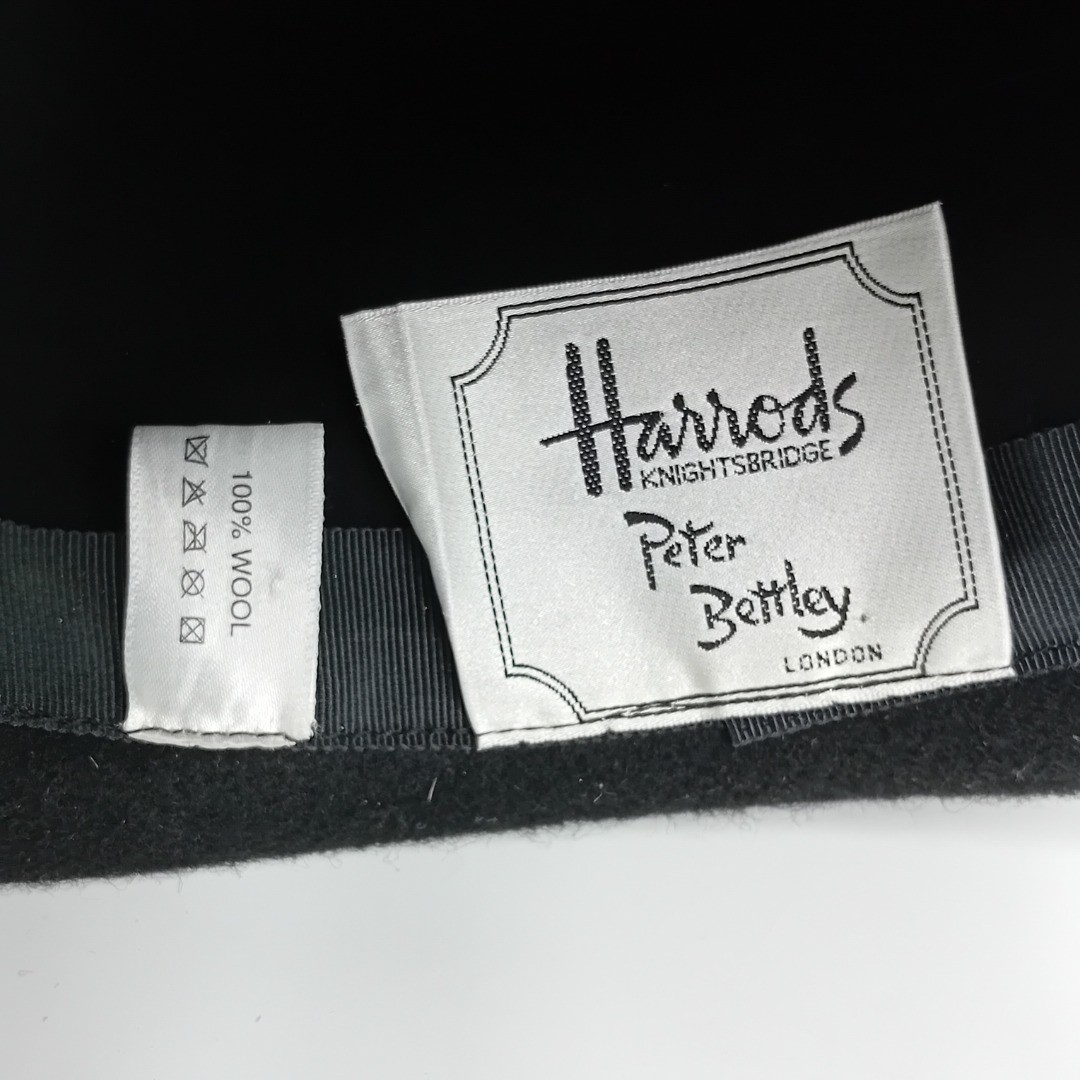 100% WOOL
Harrods
KNIGHTSBRIDGE
Peter
Bettley.
LONDON